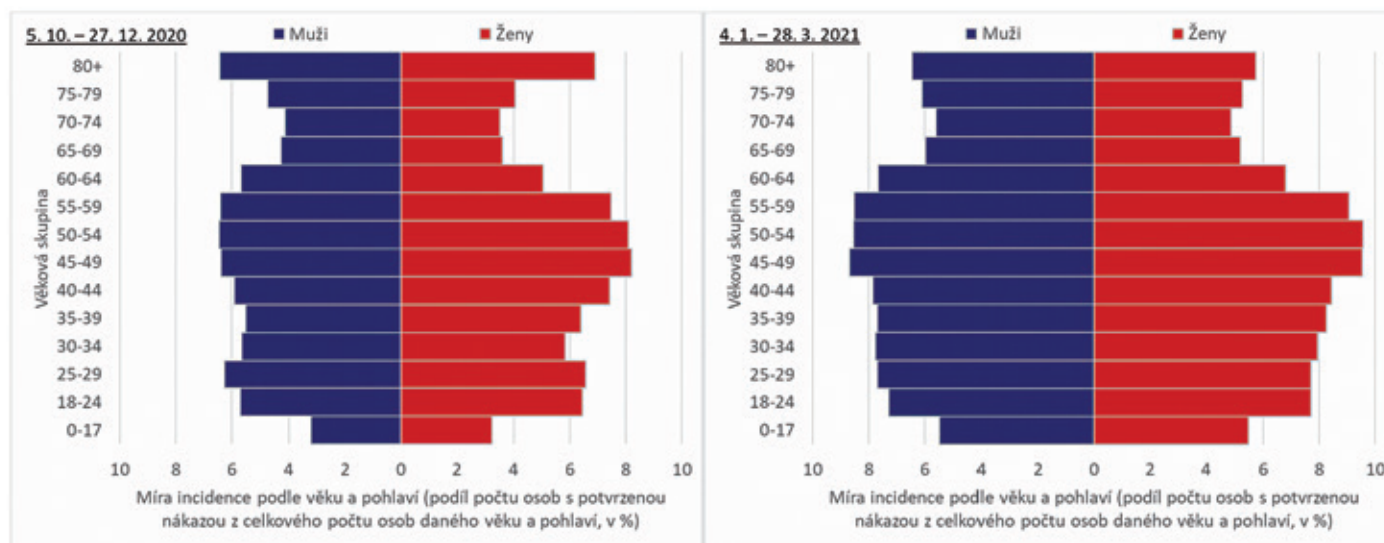 5. 10. – 27. 12. 2020
Muži
Ženy
Věková skupina
80+
75-79
70-74
65-69
60-64
55-59
50-54
45-49
40-44
35-39
30-34
25-29
18-24
0-17
10 8 6 4 2 0 2 4 6 8 10
Míra incidence podle věku a pohlaví (podíl počtu osob s potvrzenou
nákazou z celkového počtu osob daného věku a pohlaví, v %)
4. 1. – 28. 3. 2021
Muži
Ženy
Věková skupina
80+
75-79
70-74
65-69
60-64
55-59
50-54
45-49
40-44
35-39
30-34
25-29
18-24
0-17
10 8 6 4 2 0 2 4 6 8 10
Míra incidence podle věku a pohlaví (podíl počtu osob s potvrzenou
nákazou z celkového počtu osob daného věku a pohlaví, v %)